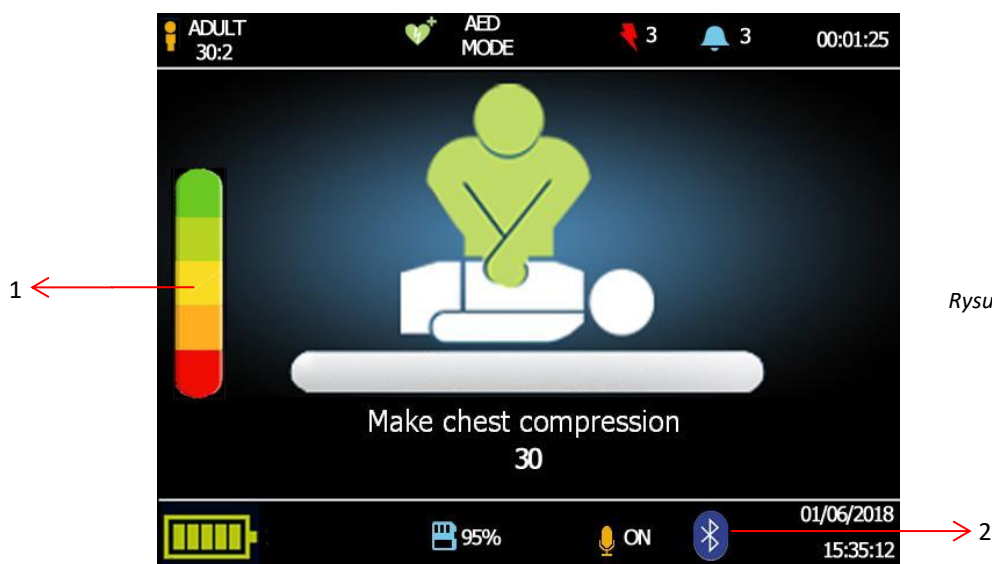 ADULT
30:2
AED
MODE
3
3
00:01:25
1
Rysu
Make chest compression
30
95%
ON
01/06/2018
15:35:12
2